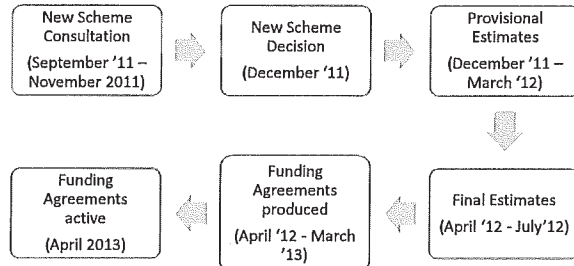 New Scheme
Consultation
(September '11 –
November 2011)
New Scheme
Decision
(December '11)
Provisional
Estimates
(December '11 –
March '12)
Final Estimates
(April '12 - July'12)
Funding
Agreements
produced
(April '12 - March
'13)
Funding
Agreements
active
(April 2013)